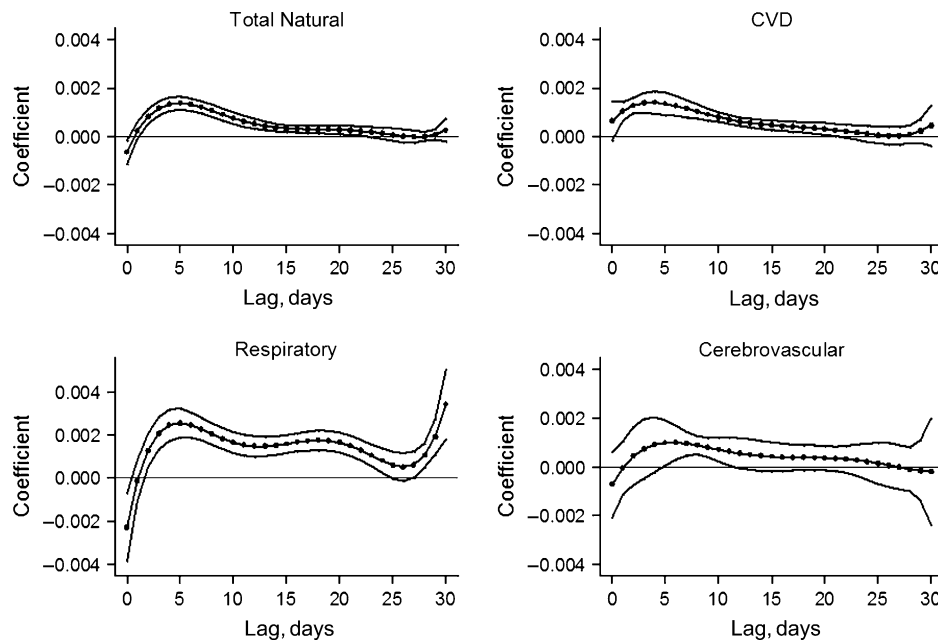 Total Natural
Coefficient
0.004
0.002
0.000
–0.002
–0.004
0 5 10 15 20 25 30
Lag, days
CVD
Coefficient
0.004
0.002
0.000
–0.002
–0.004
0 5 10 15 20 25 30
Lag, days
Respiratory
Coefficient
0.004
0.002
0.000
–0.002
–0.004
0 5 10 15 20 25 30
Lag, days
Cerebrovascular
Coefficient
0.004
0.002
0.000
–0.002
–0.004
0 5 10 15 20 25 30
Lag, days